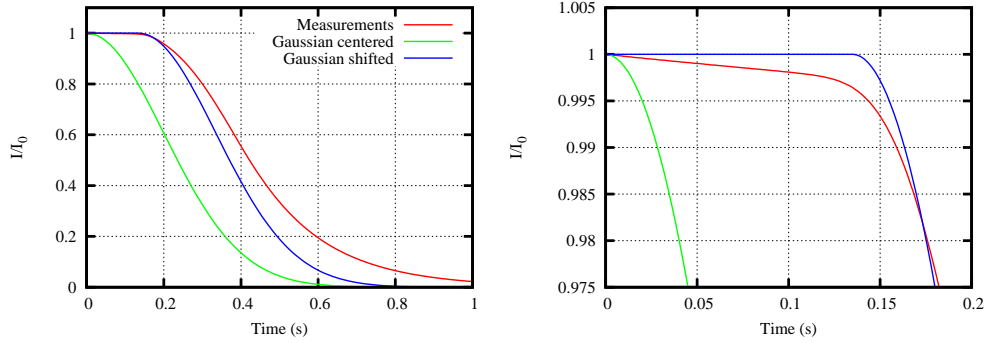 Measurements
Gaussian centered
Gaussian shifted
1
0.8
0.6
0.4
0.2
0
I/I0
0 0.2 0.4 0.6 0.8 1
Time (s)
1.005
1
0.995
0.99
0.985
0.98
0.975
I/I0
0 0.05 0.1 0.15 0.2
Time (s)